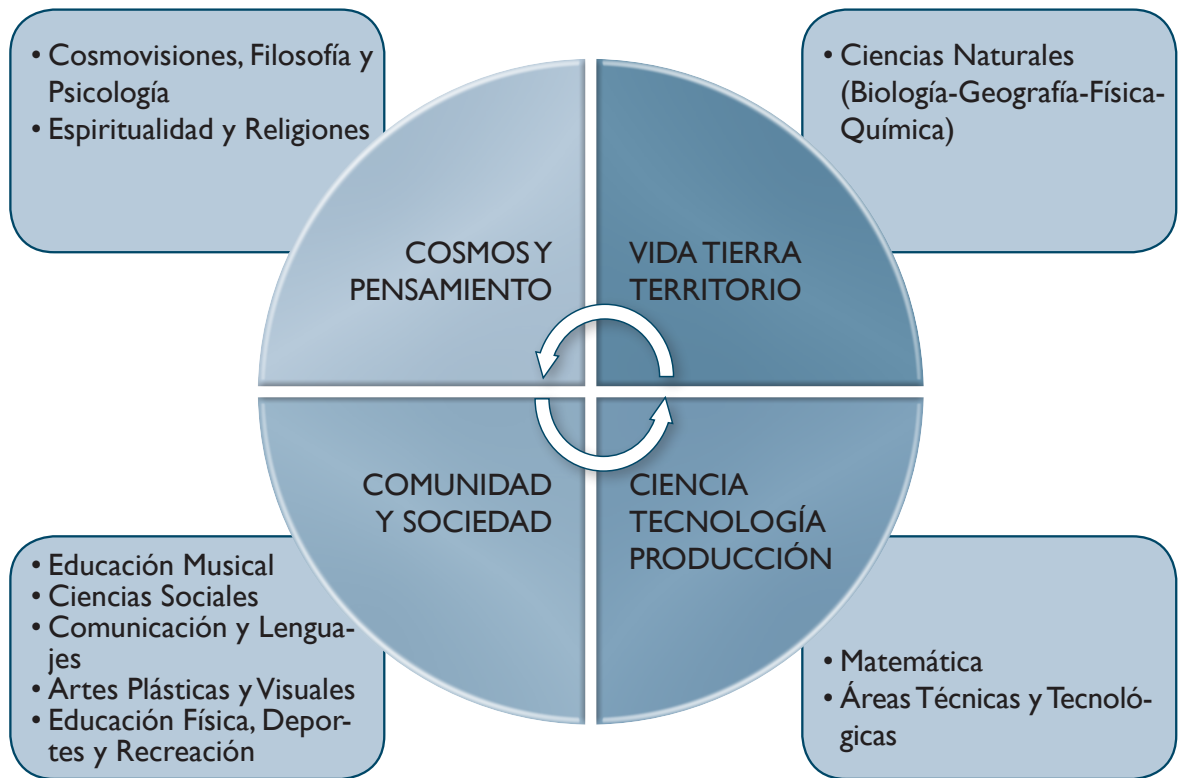 • Cosmovisiones, Filosofía y
Psicología
• Espiritualidad y Religiones
• Ciencias Naturales
(Biología-Geografía-Física-
Química)
COSMOS Y
PENSAMIENTO
VIDA TIERRA
TERRITORIO
COMUNIDAD
Y SOCIEDAD
CIENCIA
TECNOLOGÍA
PRODUCCIÓN
• Educación Musical
• Ciencias Sociales
• Comunicación y Lengua-
jes
• Artes Plásticas y Visuales
• Educación Física, Depor-
tes y Recreación
• Matemática
• Áreas Técnicas y Tecnoló-
gicas